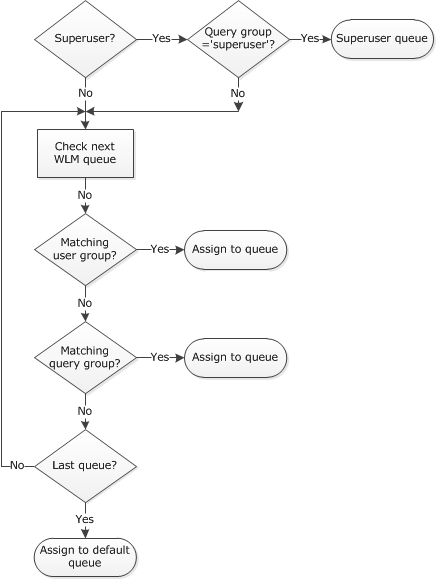 Superuser?
Yes
Query group
='superuser'?
Yes
Superuser queue
No
No
Check next
WLM queue
No
Matching
user group?
Yes
Assign to queue
No
Matching
query group?
Yes
Assign to queue
No
Last queue?
No
Yes
Assign to default
queue